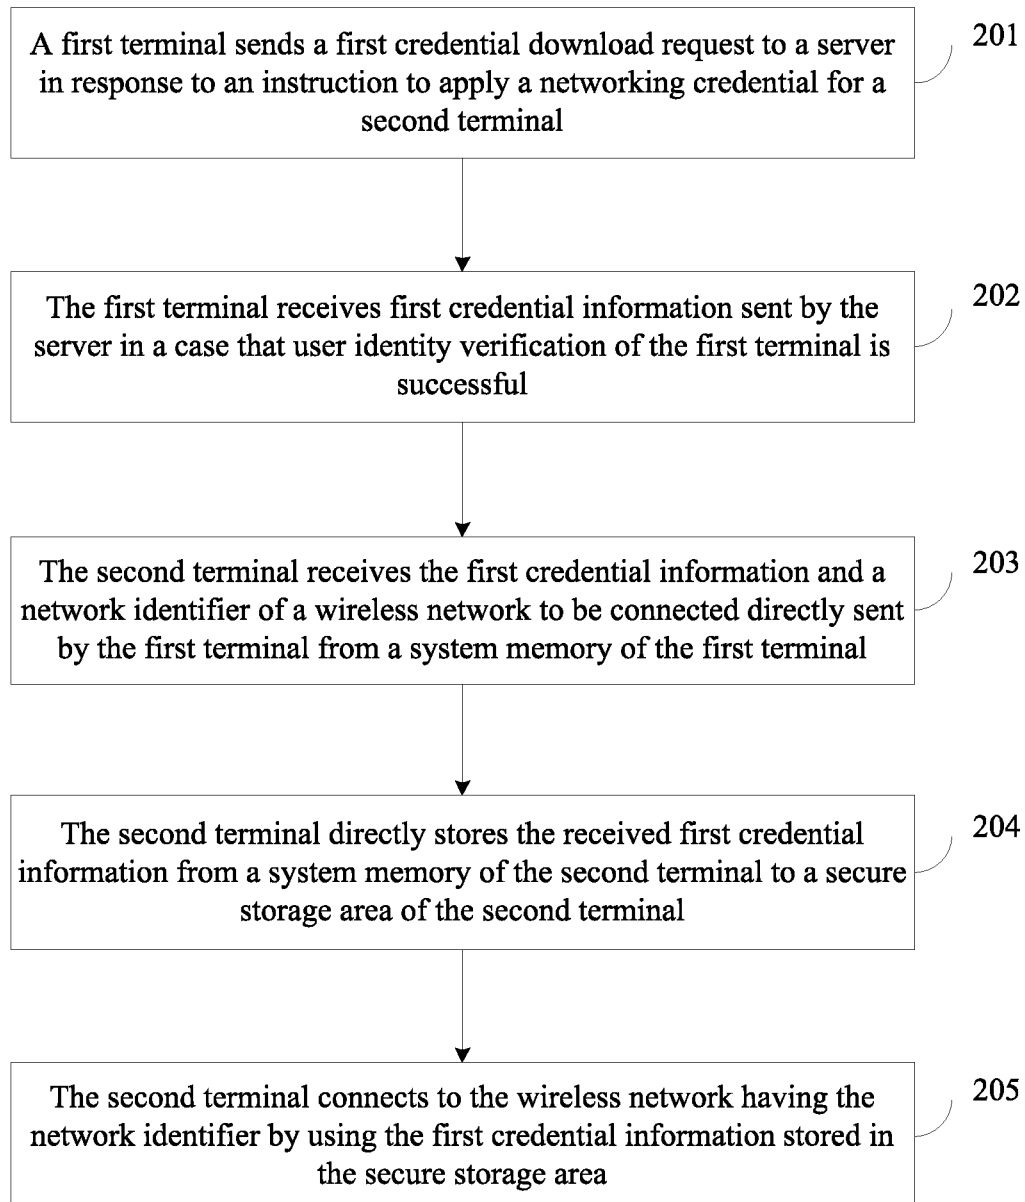 A first terminal sends a first credential download request to a server
in response to an instruction to apply a networking credential for a
second terminal
201
The first terminal receives first credential information sent by the
server in a case that user identity verification of the first terminal is
successful
202
The second terminal receives the first credential information and a
network identifier of a wireless network to be connected directly sent
by the first terminal from a system memory of the first terminal
203
The second terminal directly stores the received first credential
information from a system memory of the second terminal to a secure
storage area of the second terminal
204
The second terminal connects to the wireless network having the
network identifier by using the first credential information stored in
the secure storage area
205